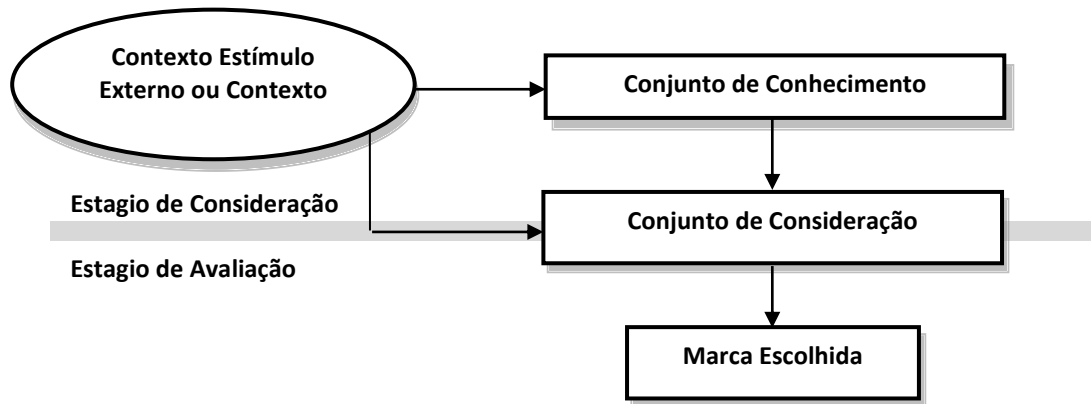 Contexto Estímulo
Externo ou Contexto
Conjunto de Conhecimento
Estagio de Consideração
Conjunto de Consideração
Estagio de Avaliação
Marca Escolhida